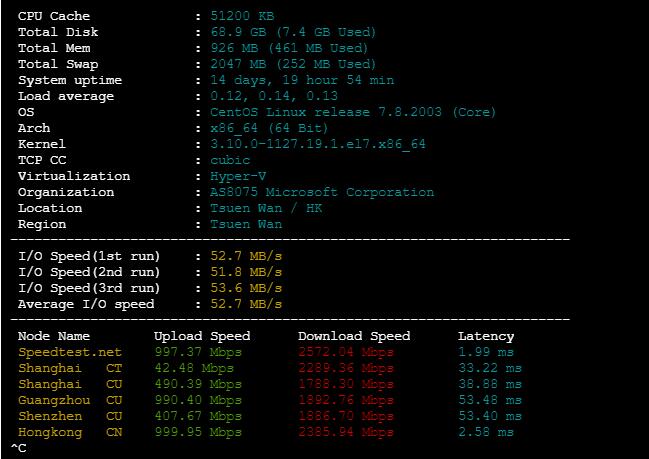 CPU Cache : 51200 KB
Total Disk : 68.9 GB (7.4 GB Used)
Total Mem : 926 MB (461 MB Used)
Total Swap : 2047 MB (252 MB Used)
System uptime : 14 days, 19 hour 54 min
Load average : 0.12, 0.14, 0.13
OS : CentOS Linux release 7.8.2003 (Core)
Arch : x86_64 (64 Bit)
Kernel : 3.10.0-1127.19.1.el7.x86_64
TCP CC : cubic
Virtualization : Hyper-V
Organization : AS8075 Microsoft Corporation
Location : Tsuen Wan / HK
Region : Tsuen Wan
----------------------------------------------------------------------
I/O Speed(1st run) : 52.7 MB/s
I/O Speed(2nd run) : 51.8 MB/s
I/O Speed(3rd run) : 53.6 MB/s
Average I/O speed : 52.7 MB/s
----------------------------------------------------------------------
Node Name Upload Speed Download Speed Latency
Speedtest.net 997.37 Mbps 2572.04 Mbps 1.99 ms
Shanghai CT 42.48 Mbps 2289.36 Mbps 33.22 ms
Shanghai CU 490.39 Mbps 1788.30 Mbps 38.88 ms
Guangzhou CU 990.40 Mbps 1892.76 Mbps 53.48 ms
Shenzhen CU 407.67 Mbps 1886.70 Mbps 53.40 ms
Hongkong CN 999.95 Mbps 2385.94 Mbps 2.58 ms
^C